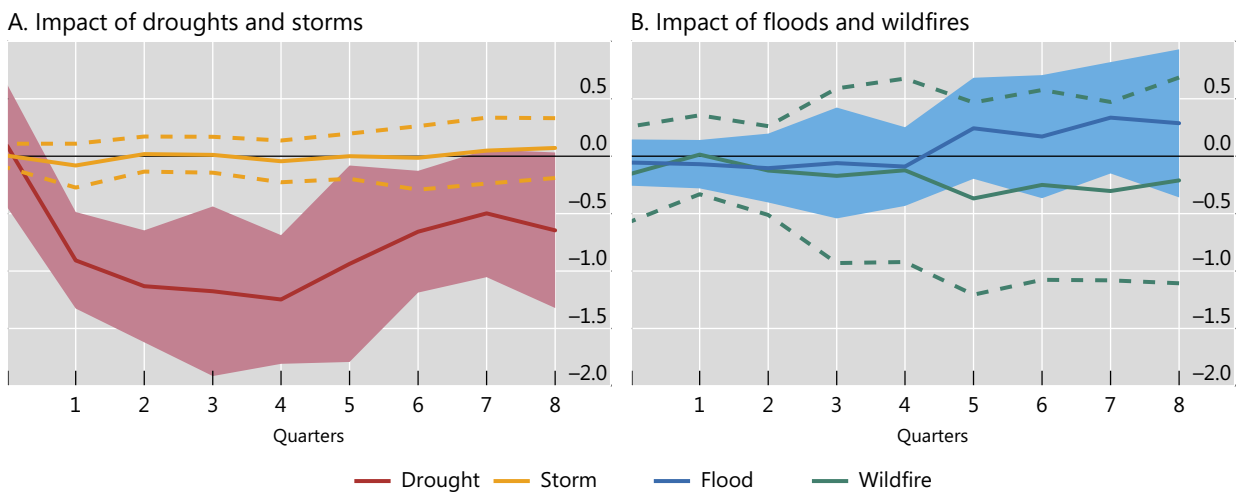 A. Impact of droughts and storms
0.5
0.0
–0.5
–1.0
–1.5
–2.0
1 2 3 4 5 6 7 8
Quarters
B. Impact of floods and wildfires
0.5
0.0
–0.5
–1.0
–1.5
–2.0
1 2 3 4 5 6 7 8
Quarters
Drought Storm Flood Wildfire